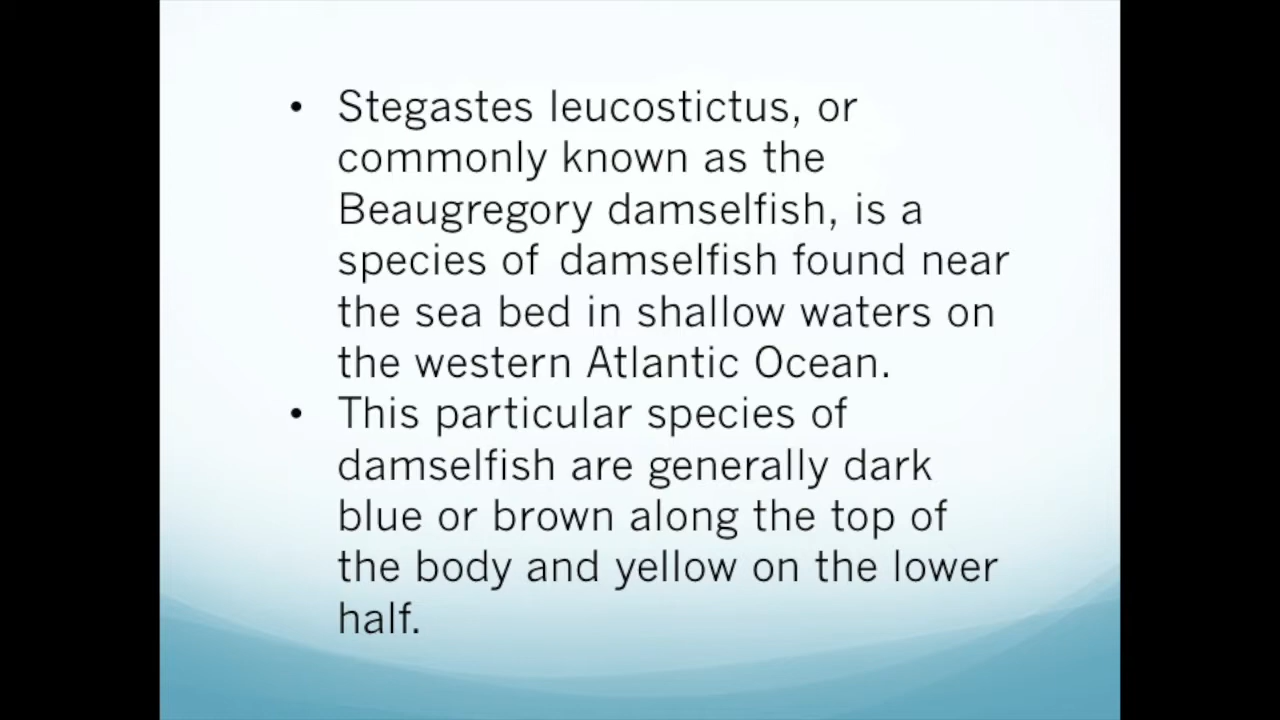 • Stegastes leucostictus, or
commonly known as the
Beaugregory damselfish, is a
species of damselfish found near
the sea bed in shallow waters on
the western Atlantic Ocean.
• This particular species of
damselfish are generally dark
blue or brown along the top of
the body and yellow on the lower
half.